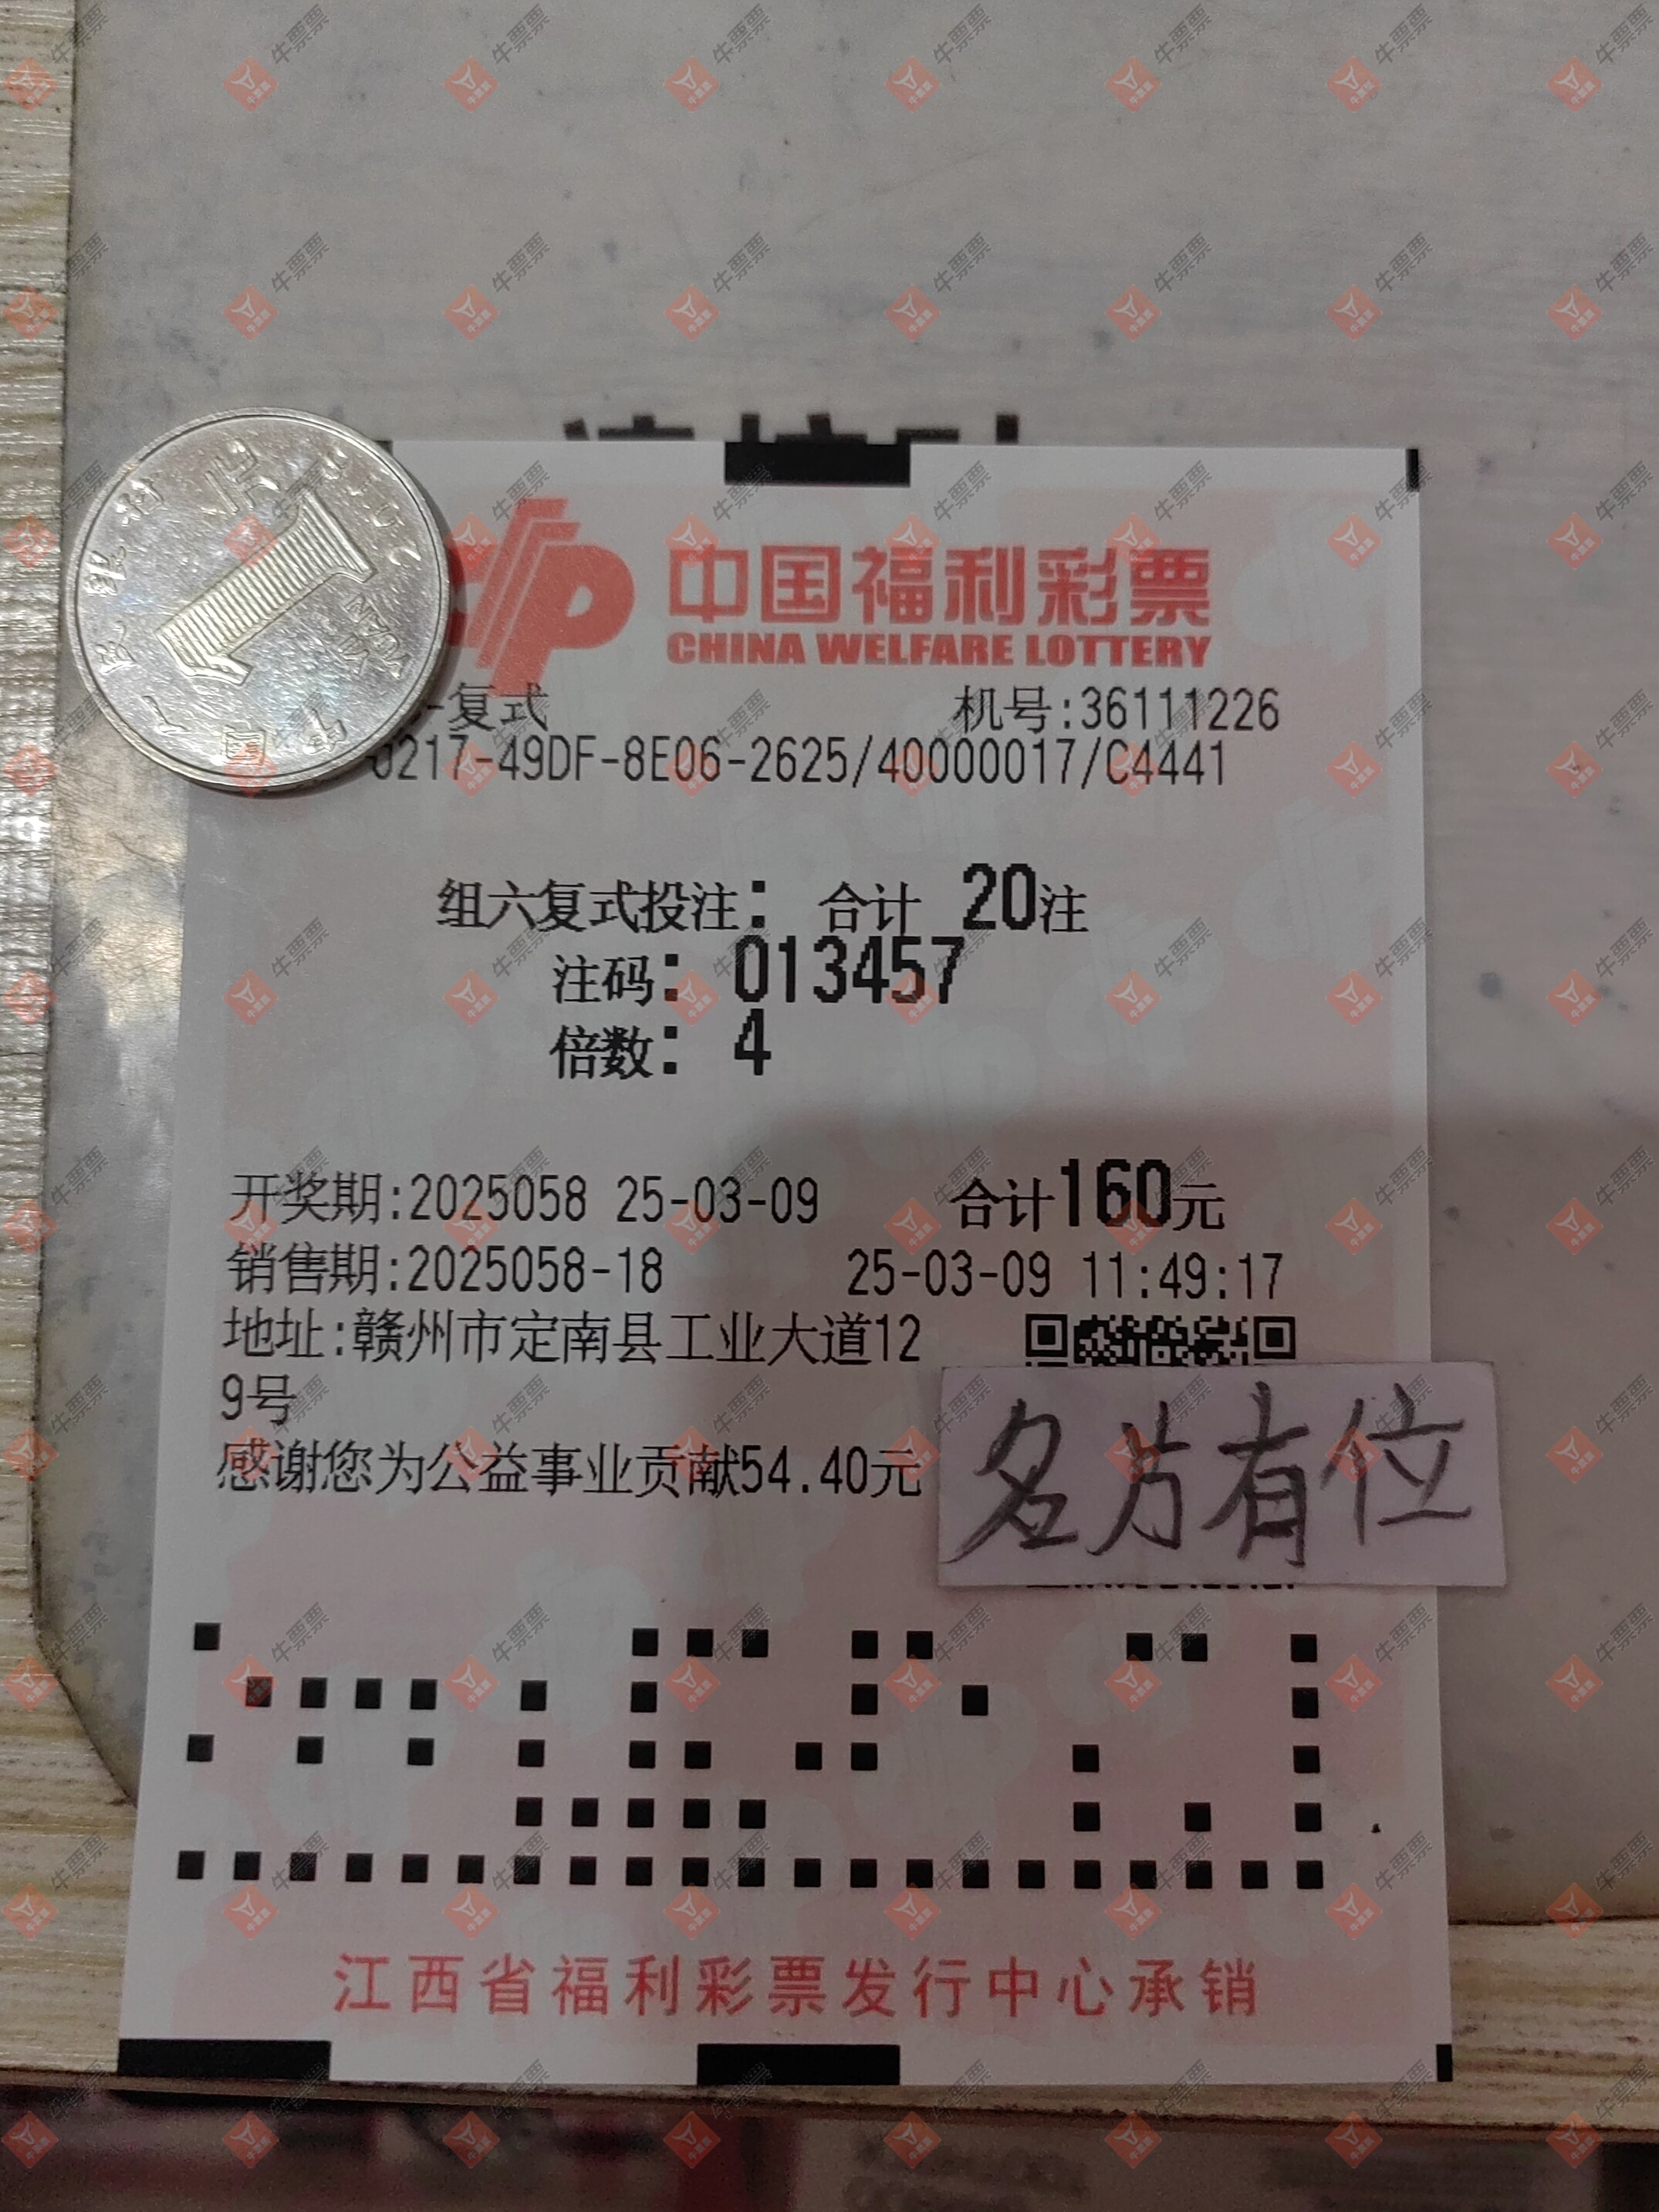 中国福利彩票
CHINA WELFARE LOTTERY
-复式 机号:36111226
0217-49DF-8E06-2625/40000017/C4441
组六复式投注: 合计 20注
注码: 013457
倍数: 4
开奖期:2025058 25-03-09 合计160元
销售期:2025058-18 25-03-09 11:49:17
地址:赣州市定南县工业大道12
9号
感谢您为公益事业贡献54.40元
名片有位
江西省福利彩票发行中心承销
牛票票